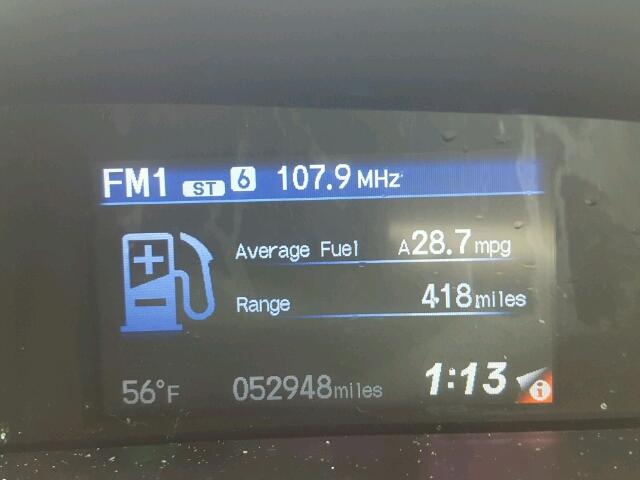 FM1 ST 6 107.9 MHz
Average Fuel A28.7 mpg
Range 418 miles
56°F 052948 miles 1:13 i